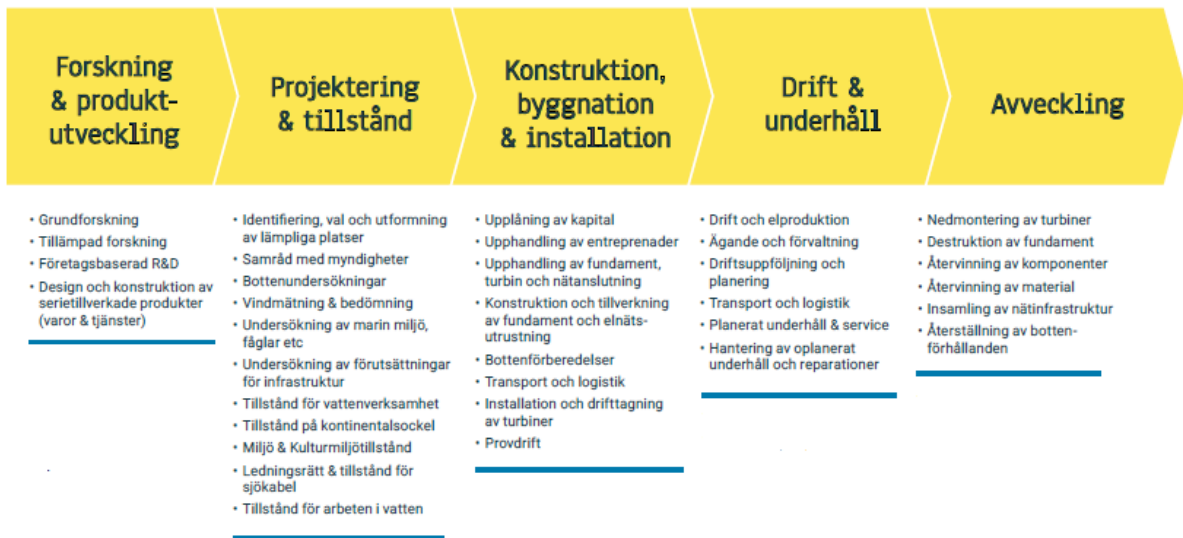 Forskning
& produkt-
utveckling
Projektering
& tillstånd
Konstruktion,
byggnation
& installation
Drift &
underhåll
Avveckling
• Grundforskning
• Tillämpad forskning
• Företagsbaserad R&D
• Design och konstruktion av
serietillverkade produkter
(varor & tjänster)
• Identifiering, val och utformning
av lämpliga platser
• Samråd med myndigheter
• Bottenundersökningar
• Vindmätning & bedömning
• Undersökning av marin miljö,
fåglar etc
• Undersökning av förutsättningar
för infrastruktur
• Tillstånd för vattenverksamhet
• Tillstånd på kontinentalsockel
• Miljö & Kulturmiljötillstånd
• Ledningsrätt & tillstånd för
sjökabel
• Tillstånd för arbeten i vatten
• Upplåning av kapital
• Upphandling av entreprenader
• Upphandling av fundament,
turbin och nätanslutning
• Konstruktion och tillverkning
av fundament och elnäts-
utrustning
• Bottenförberedelser
• Transport och logistik
• Installation och drifttagning
av turbiner
• Provdrift
• Drift och elproduktion
• Ägande och förvaltning
• Driftsuppföljning och
planering
• Transport och logistik
• Planerat underhåll & service
• Hantering av oplanerat
underhåll och reparationer
• Nedmontering av turbiner
• Destruktion av fundament
• Återvinning av komponenter
• Återvinning av material
• Insamling av nätinfrastruktur
• Återställning av botten-
förhållanden